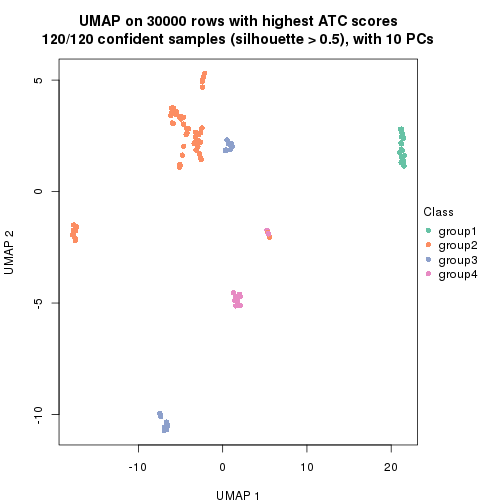 UMAP on 30000 rows with highest ATC scores
120/120 confident samples (silhouette > 0.5), with 10 PCs
5
0
-5
-10
UMAP 2
-10
0
10
20
UMAP 1
Class
group1
group2
group3
group4